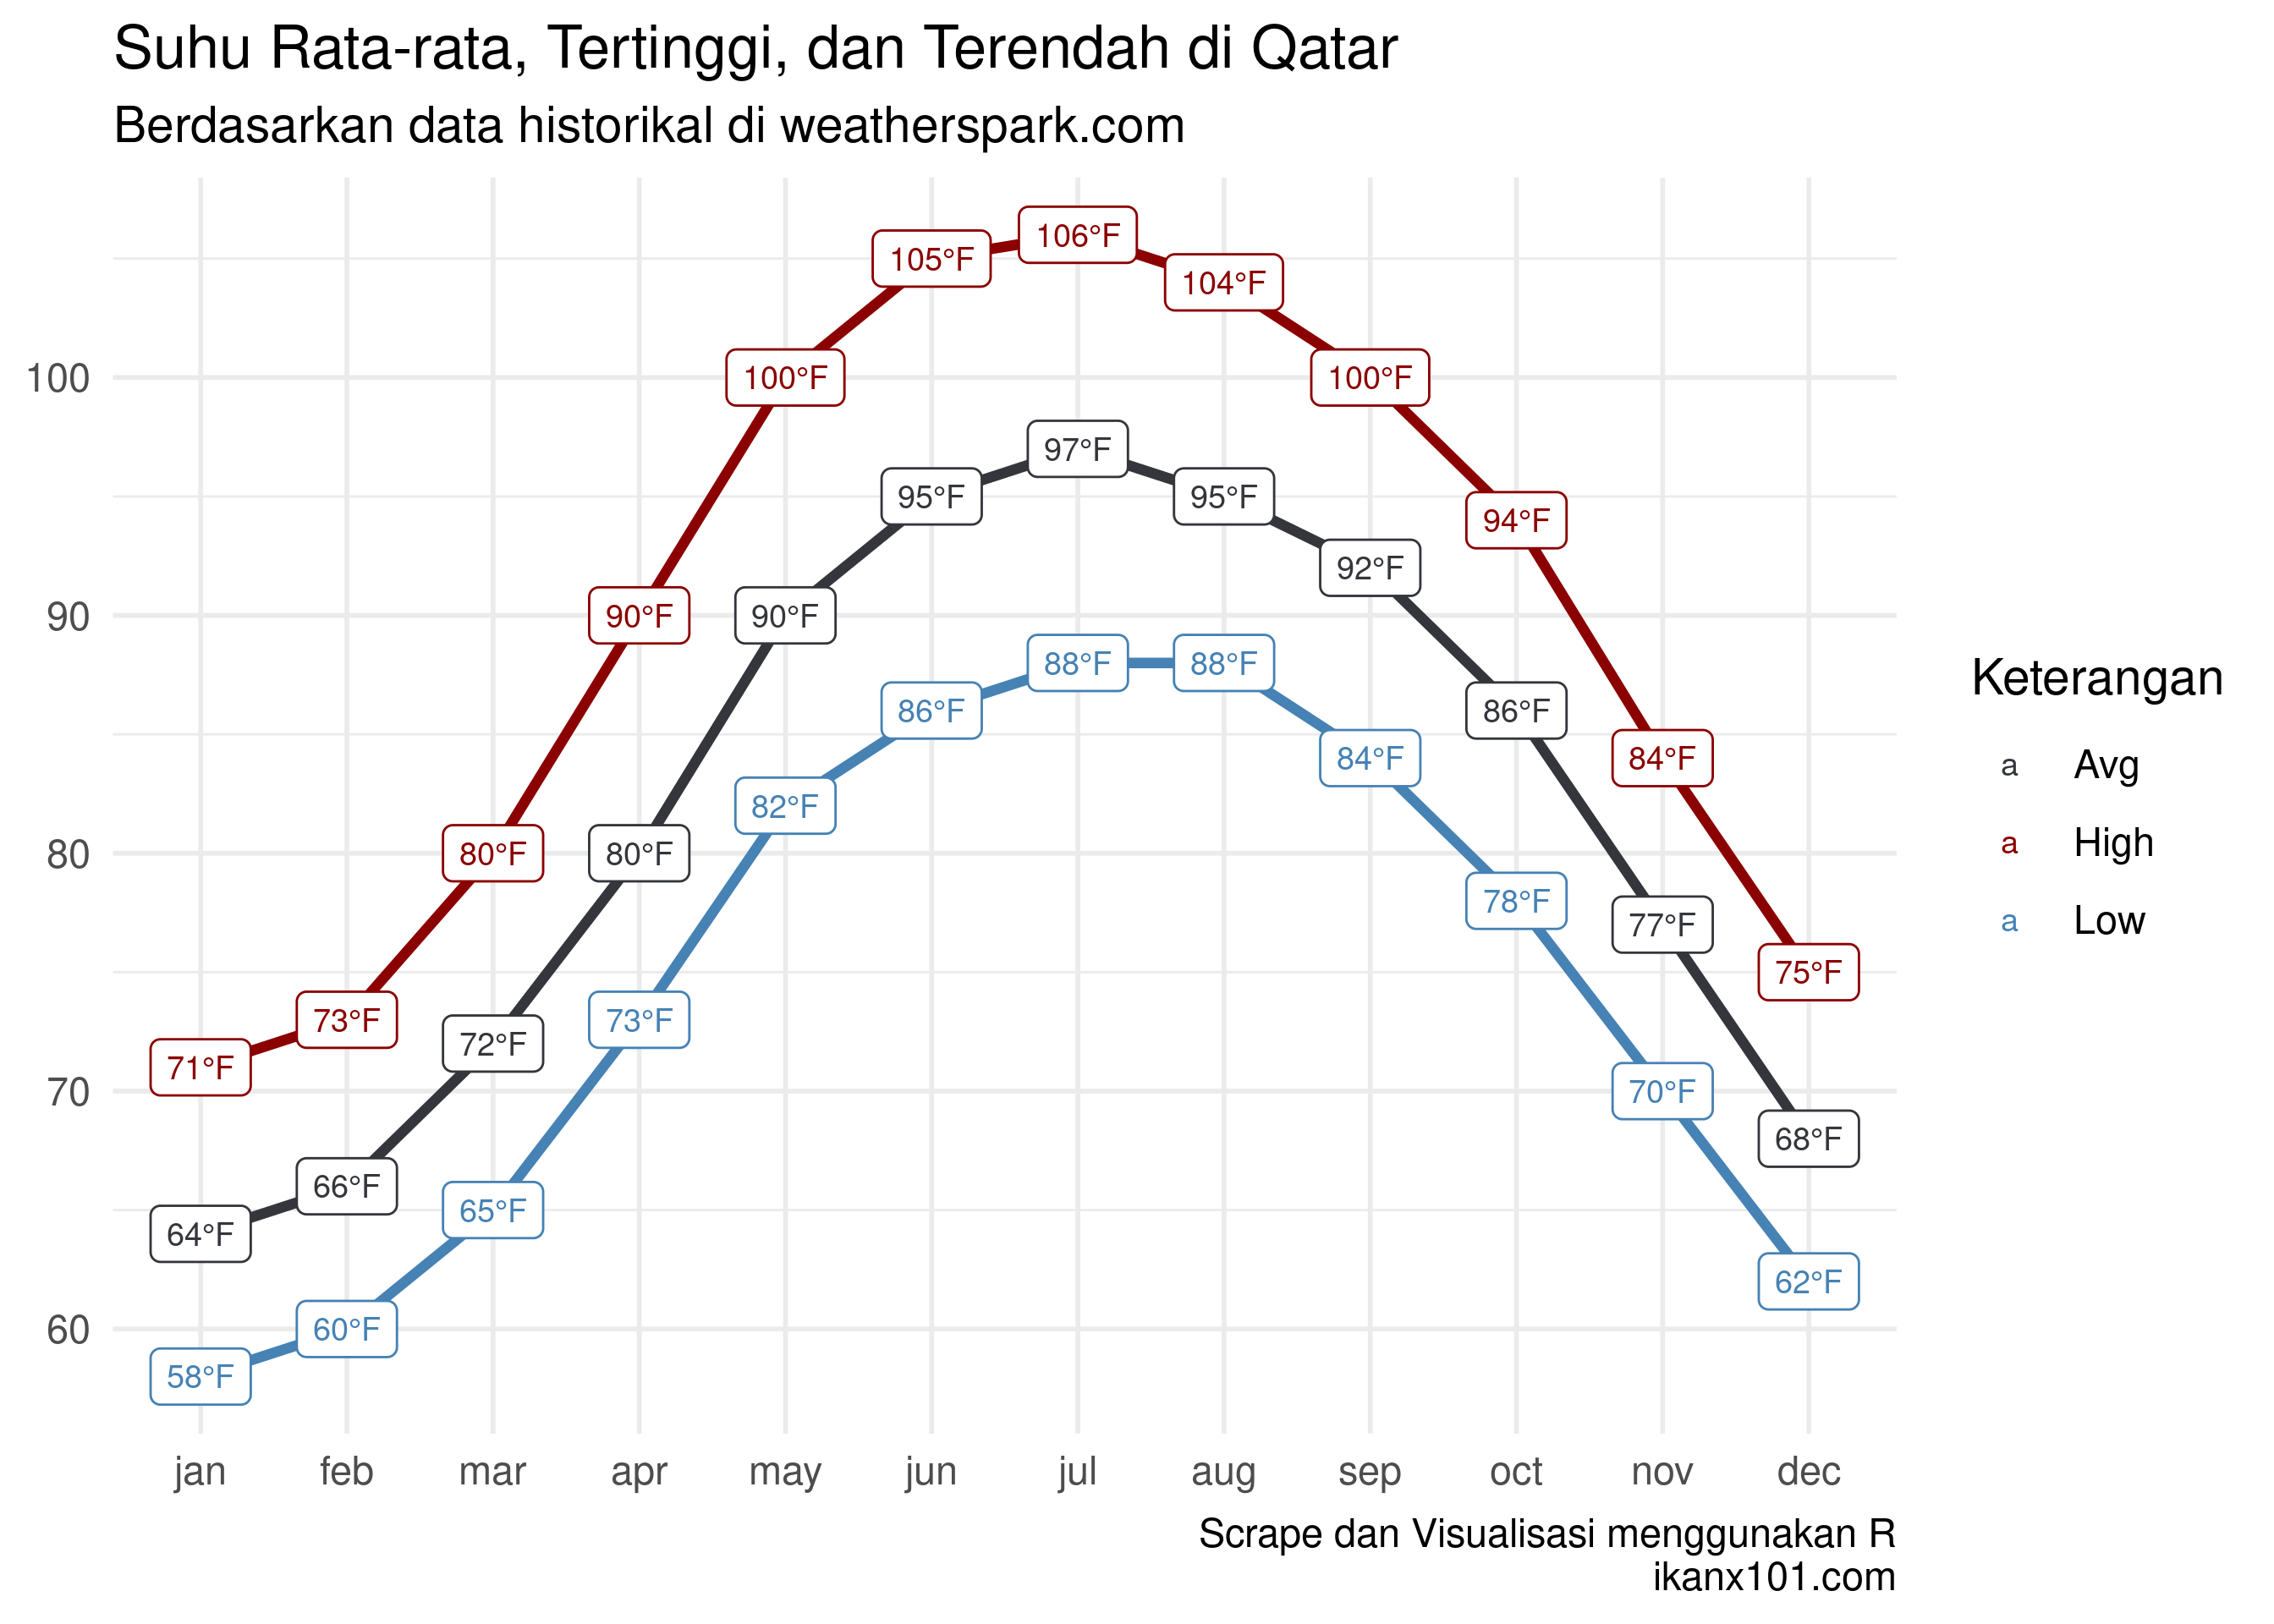 Suhu Rata-rata, Tertinggi, dan Terendah di Qatar
Berdasarkan data historikal di weatherspark.com
106°F
105°F
104°F
100
100°F
100°F
97°F
95°F
95°F
94°F
92°F
90
90°F
90°F
88°F
88°F
86°F
86°F
84°F
84°F
82°F
80
80°F
80°F
78°F
77°F
75°F
73°F
73°F
72°F
71°F
70
70°F
68°F
66°F
65°F
64°F
62°F
60
60°F
58°F
jan feb mar apr may jun jul aug sep oct nov dec
Keterangan
a Avg
a High
a Low
Scrape dan Visualisasi menggunakan R
ikanx101.com